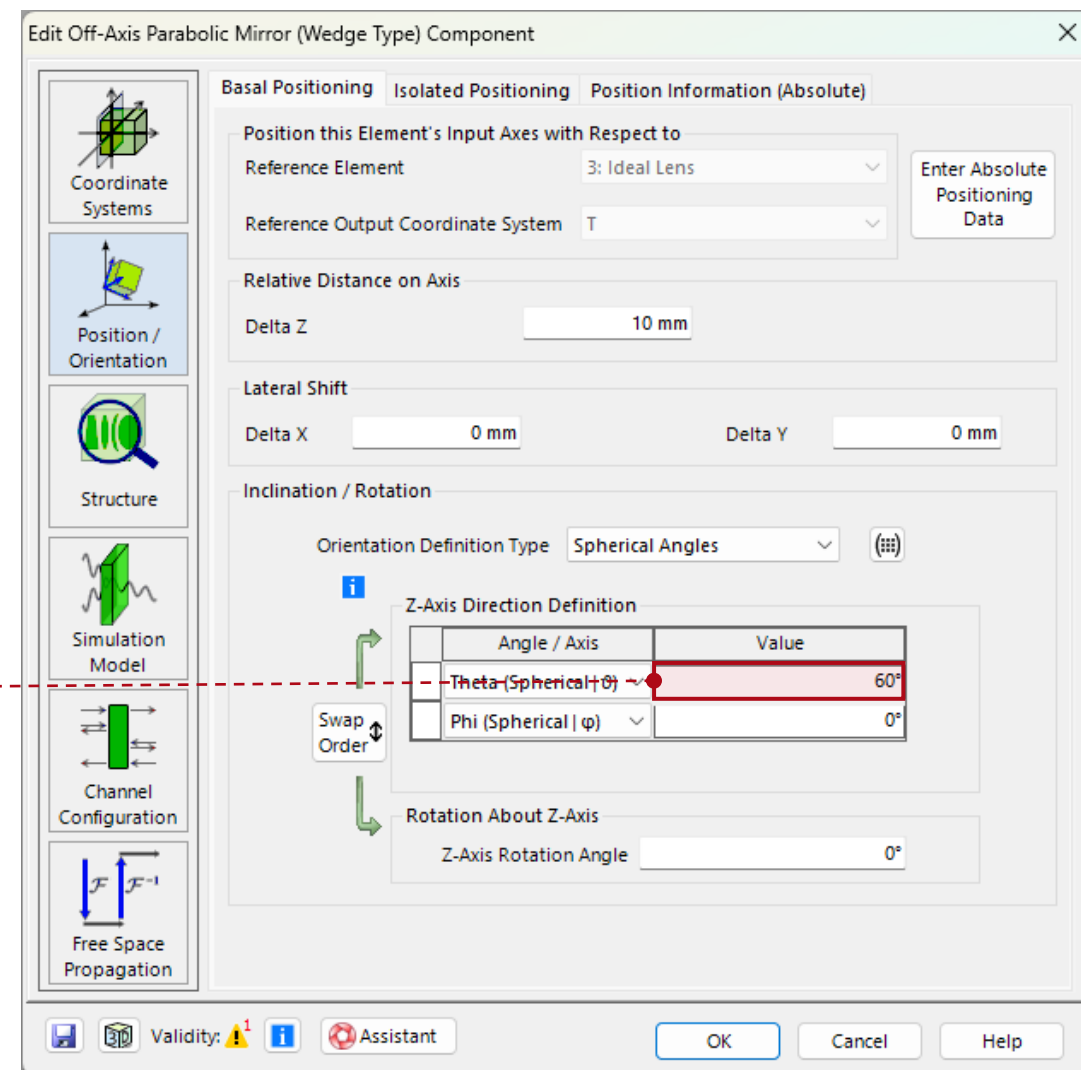 Edit Off-Axis Parabolic Mirror (Wedge Type) Component
Coordinate
Systems
Position /
Orientation
Structure
Simulation
Model
Channel
Configuration
ℱ ℱ⁻¹
Free Space
Propagation
Basal Positioning Isolated Positioning Position Information (Absolute)
Position this Element's Input Axes with Respect to
Reference Element 3: Ideal Lens
Reference Output Coordinate System T
Enter Absolute
Positioning
Data
Relative Distance on Axis
Delta Z 10 mm
Lateral Shift
Delta X 0 mm Delta Y 0 mm
Inclination / Rotation
Orientation Definition Type Spherical Angles
i
Z-Axis Direction Definition
Angle / Axis Value
Theta (Spherical | ϑ) 60°
Phi (Spherical | φ) 0°
Swap
Order
Rotation About Z-Axis
Z-Axis Rotation Angle 0°
3D Validity: 1 i Assistant OK Cancel Help